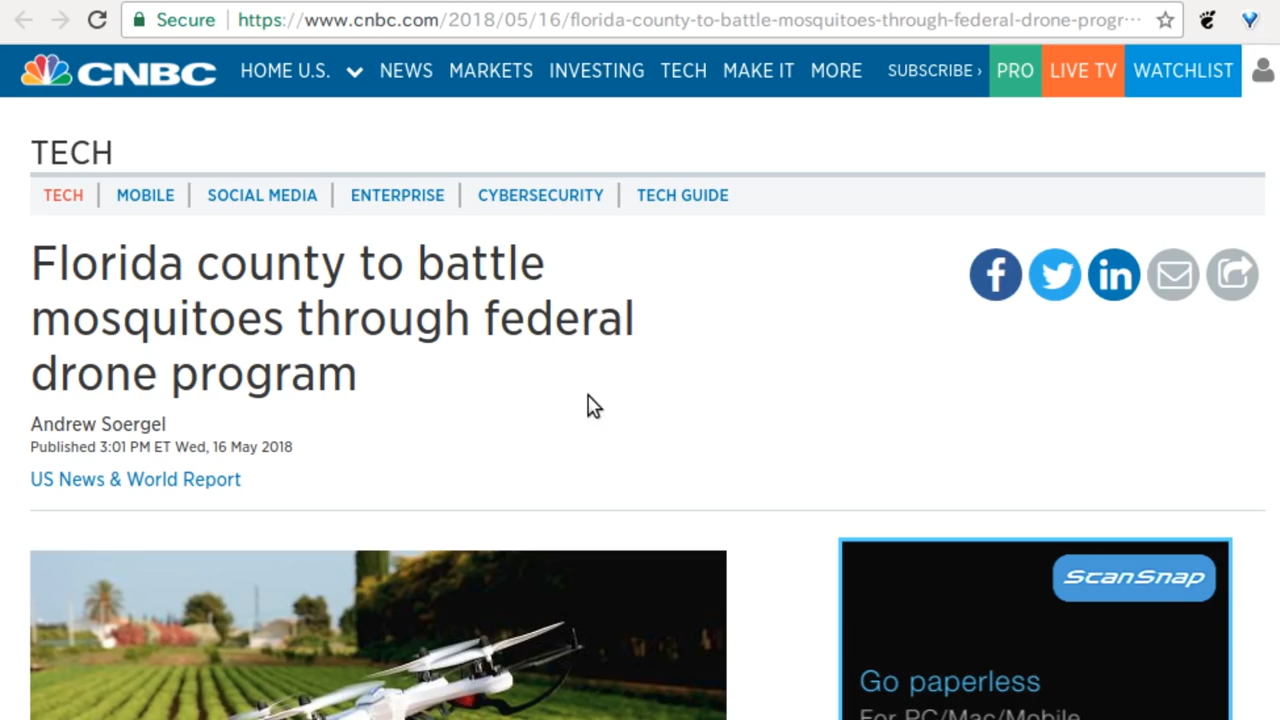 Secure https://www.cnbc.com/2018/05/16/florida-county-to-battle-mosquitoes-through-federal-drone-progr···
CNBC HOME U.S. NEWS MARKETS INVESTING TECH MAKE IT MORE SUBSCRIBE › PRO LIVE TV WATCHLIST
TECH
TECH MOBILE SOCIAL MEDIA ENTERPRISE CYBERSECURITY TECH GUIDE
Florida county to battle
mosquitoes through federal
drone program
f in
Andrew Soergel
Published 3:01 PM ET Wed, 16 May 2018
US News & World Report
ScanSnap
Go paperless
For PC/Mac/Mobile